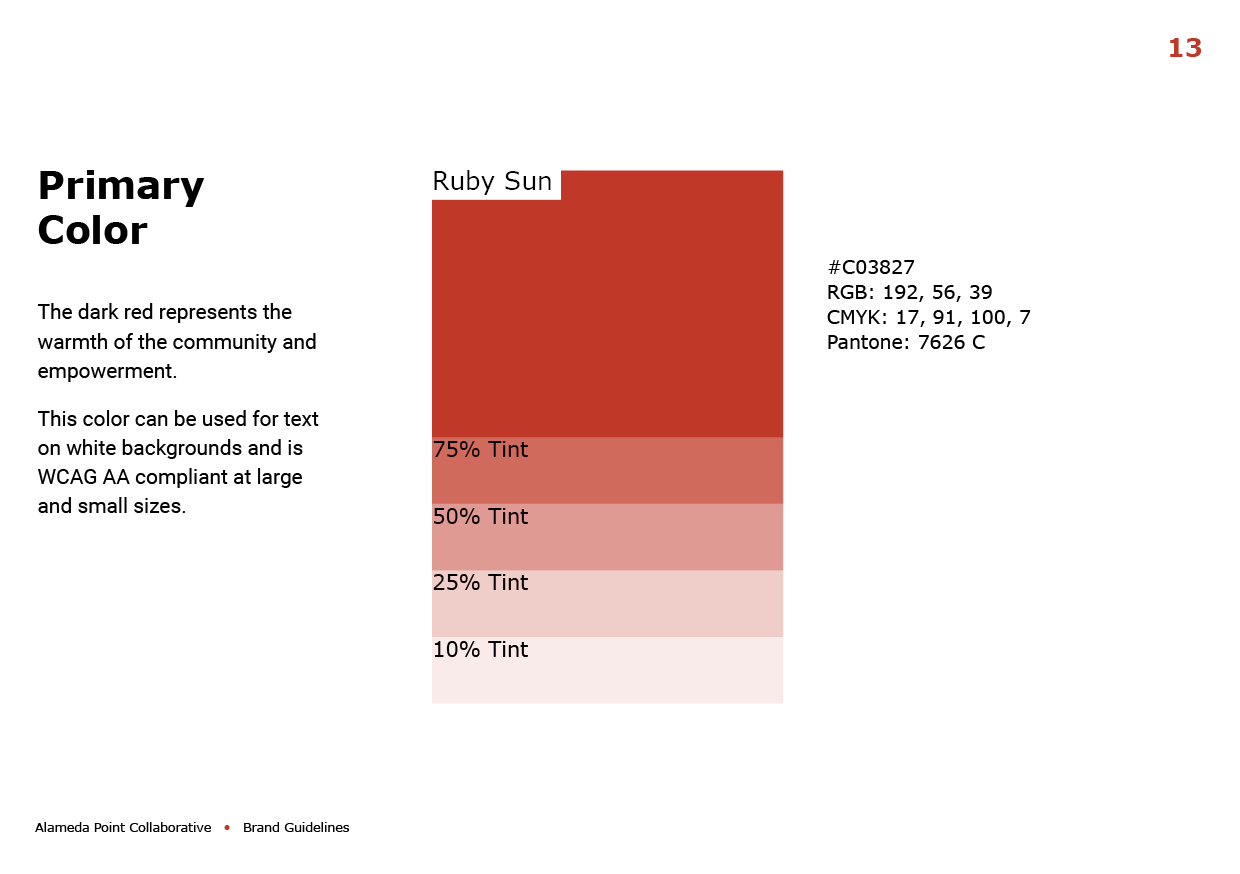 13
Primary
Color
The dark red represents the
warmth of the community and
empowerment.
This color can be used for text
on white backgrounds and is
WCAG AA compliant at large
and small sizes.
Ruby Sun
75% Tint
50% Tint
25% Tint
10% Tint
#C03827
RGB: 192, 56, 39
CMYK: 17, 91, 100, 7
Pantone: 7626 C
Alameda Point Collaborative • Brand Guidelines